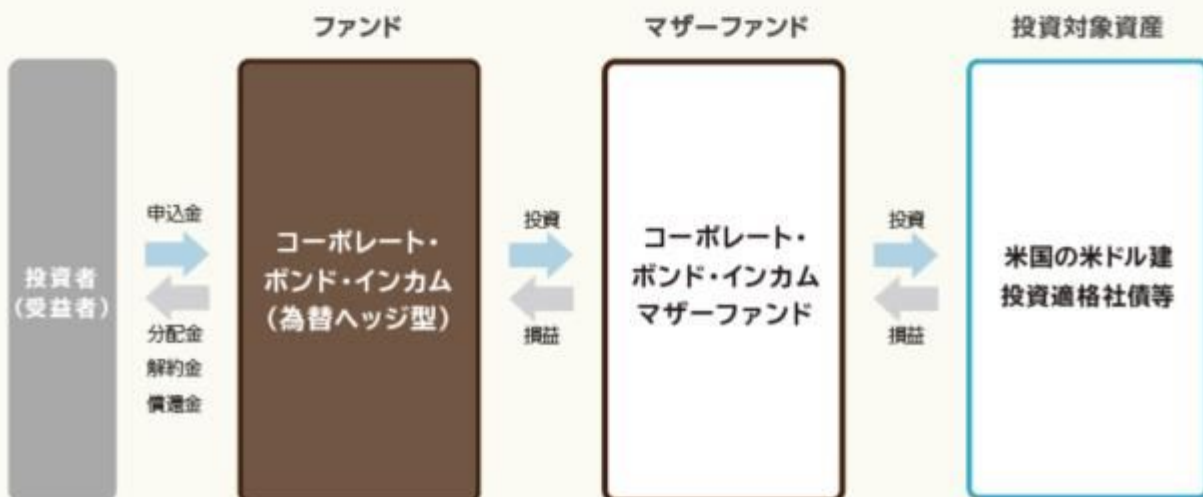 ファンド
マザーファンド
投資対象資産
投資者
(受益者)
申込金
分配金
解約金
償還金
コーポレート・
ボンド・インカム
(為替ヘッジ型)
投資
損益
コーポレート・
ボンド・インカム
マザーファンド
投資
損益
米国の米ドル建
投資適格社債等